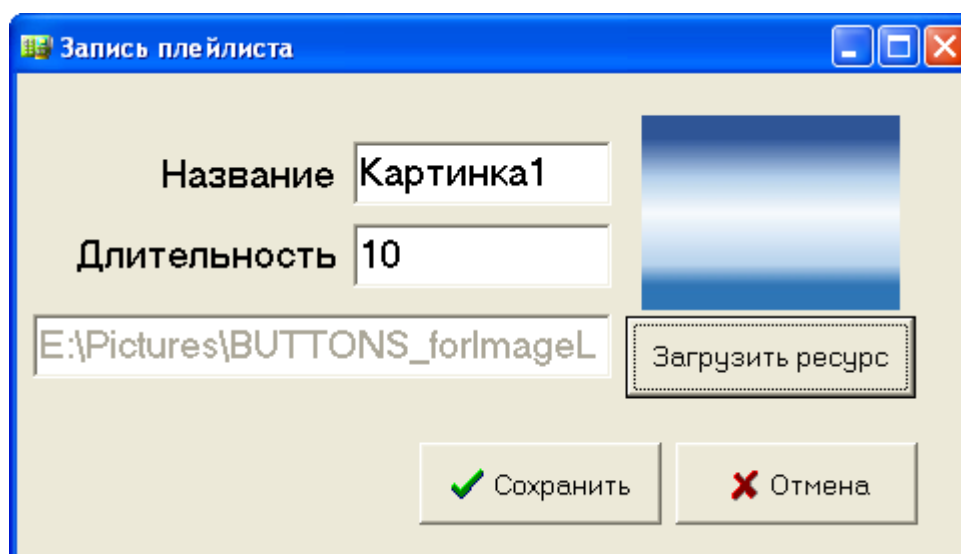 Запись плейлиста
Название Картинка1
Длительность 10
E:\Pictures\BUTTONS_forImageL
Загрузить ресурс
Сохранить Отмена